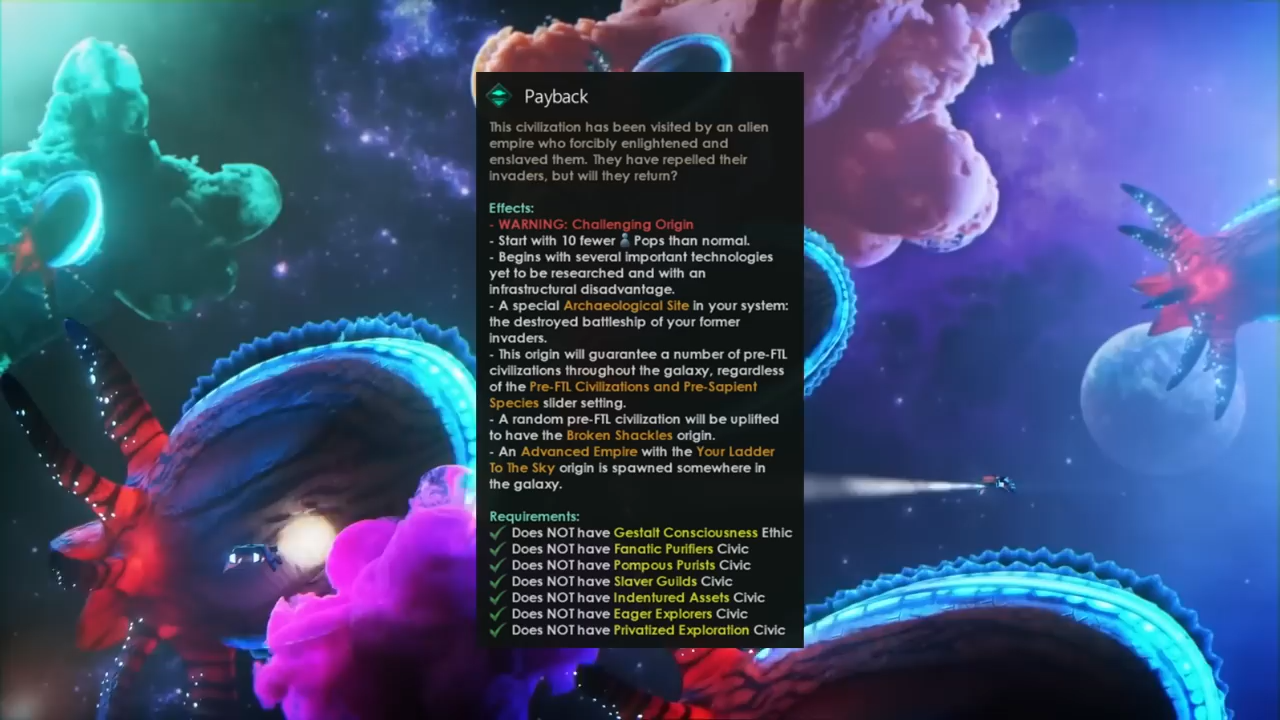 Payback
This civilization has been visited by an alien
empire who forcibly enlightened and
enslaved them. They have repelled their
invaders, but will they return?
Effects:
- WARNING: Challenging Origin
- Start with 10 fewer Pops than normal.
- Begins with several important technologies
yet to be researched and with an
infrastructural disadvantage.
- A special Archaeological Site in your system:
the destroyed battleship of your former
invaders.
- This origin will guarantee a number of pre-FTL
civilizations throughout the galaxy, regardless
of the Pre-FTL Civilizations and Pre-Sapient
Species slider setting.
- A random pre-FTL civilization will be uplifted
to have the Broken Shackles origin.
- An Advanced Empire with the Your Ladder
To The Sky origin is spawned somewhere in
the galaxy.
Requirements:
Does NOT have Gestalt Consciousness Ethic
Does NOT have Fanatic Purifiers Civic
Does NOT have Pompous Purists Civic
Does NOT have Slaver Guilds Civic
Does NOT have Indentured Assets Civic
Does NOT have Eager Explorers Civic
Does NOT have Privatized Exploration Civic